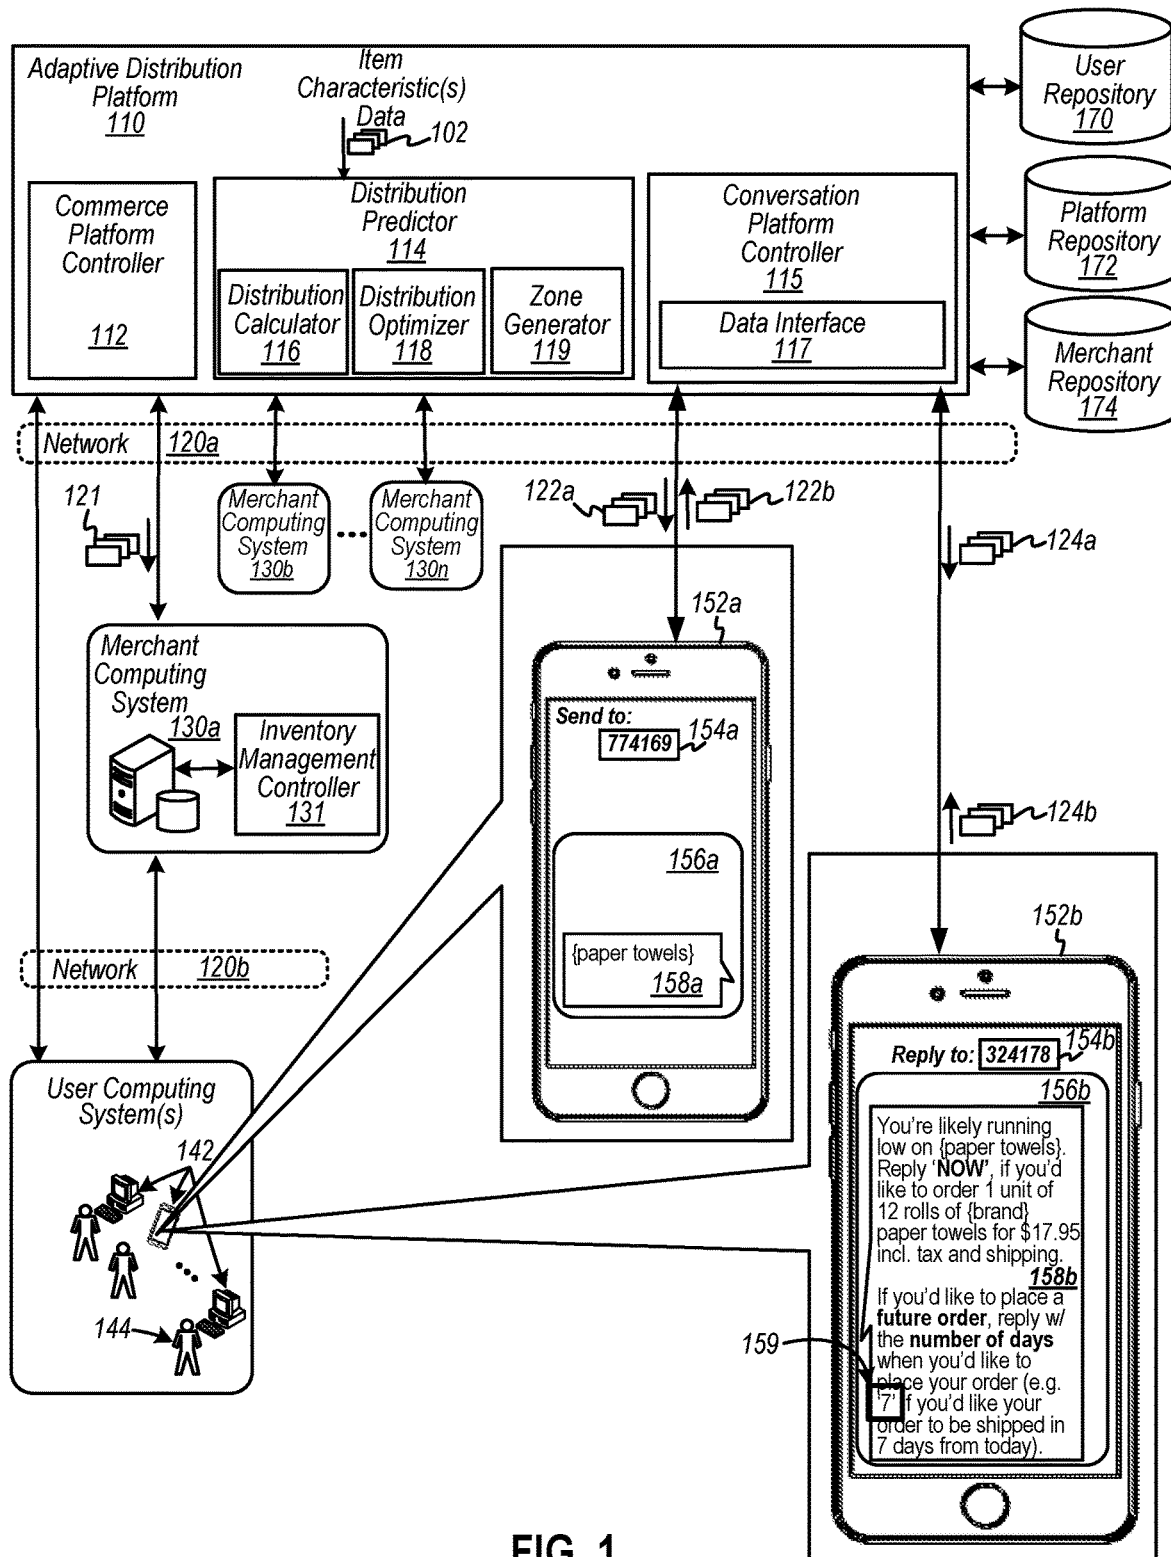 Adaptive Distribution
Platform
110
Item
Characteristic(s)
Data
102
User
Repository
170
Commerce
Platform
Controller
112
Distribution
Predictor
114
Distribution
Calculator
116
Distribution
Optimizer
118
Zone
Generator
119
Conversation
Platform
Controller
115
Data Interface
117
Platform
Repository
172
Merchant
Repository
174
Network 120a
121
Merchant
Computing
System
130b
Merchant
Computing
System
130n
122a
122b
124a
Merchant
Computing
System
130a
Inventory
Management
Controller
131
152a
Send to:
774169
154a
156a
{paper towels}
158a
124b
Network 120b
152b
Reply to: 324178
154b
156b
You're likely running
low on {paper towels}.
Reply ‘NOW’, if you'd
like to order 1 unit of
12 rolls of {brand}
paper towels for $17.95
incl. tax and shipping.
158b
If you'd like to place a
future order, reply w/
the number of days
when you'd like to
place your order (e.g.
‘7’ if you'd like your
order to be shipped in
7 days from today).
159
User Computing
System(s)
142
144
FIG. 1